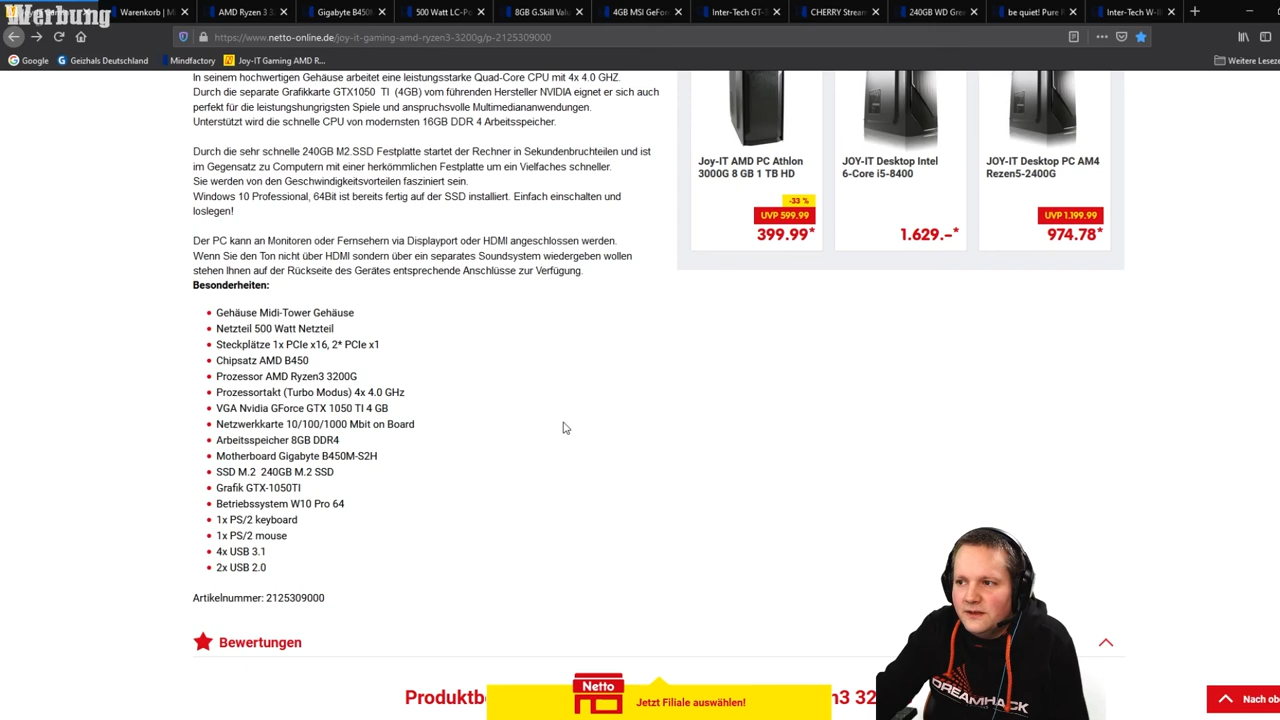 Werbung
Warenkorb | M
AMD Ryzen 3 3
Gigabyte B450
500 Watt LC-
8GB G.Skill Valu
4GB MSI GeFor
Inter-
CHERRY Stream
240GB WD Gre
be quiet! Pure F
Inter-Tech W-I
https://www.netto-online.de/joy-it-gaming-amd-ryzen3-3200g/p-2125309000
Google
Geizhals Deutschland
Mindfactory
Joy-IT Gaming AMD R...
Weitere Leseze
In seinem hochwertigen Gehäuse arbeitet eine leistungsstarke Quad-Core CPU mit 4x 4.0 GHZ.
Durch die separate Grafikkarte GTX1050 TI (4GB) vom führenden Hersteller NVIDIA eignet er sich auch
perfekt für die leistungshungrigsten Spiele und anspruchsvolle Multimediananwendungen.
Unterstützt wird die schnelle CPU von modernsten 16GB DDR 4 Arbeitsspeicher.
Durch die sehr schnelle 240GB M2.SSD Festplatte startet der Rechner in Sekundenbruchteilen und ist
im Gegensatz zu Computern mit einer herkömmlichen Festplatte um ein Vielfaches schneller.
Sie werden von den Geschwindigkeitsvorteilen fasziniert sein.
Windows 10 Professional, 64Bit ist bereits fertig auf der SSD installiert. Einfach einschalten und
loslegen!
Der PC kann an Monitoren oder Fernsehern via Displayport oder HDMI angeschlossen werden.
Wenn Sie den Ton nicht über HDMI sondern über ein separates Soundsystem wiedergeben wollen
stehen Ihnen auf der Rückseite des Gerätes entsprechende Anschlüsse zur Verfügung.
Besonderheiten:
Gehäuse Midi-Tower Gehäuse
Netzteil 500 Watt Netzteil
Steckplätze 1x PCIe x16, 2* PCIe x1
Chipsatz AMD B450
Prozessor AMD Ryzen3 3200G
Prozessortakt (Turbo Modus) 4x 4.0 GHz
VGA Nvidia GForce GTX 1050 TI 4 GB
Netzwerkkarte 10/100/1000 Mbit on Board
Arbeitsspeicher 8GB DDR4
Motherboard Gigabyte B450M-S2H
SSD M.2 240GB M.2 SSD
Grafik GTX-1050TI
Betriebssystem W10 Pro 64
1x PS/2 keyboard
1x PS/2 mouse
4x USB 3.1
2x USB 2.0
Artikelnummer: 2125309000
Joy-IT AMD PC Athlon
3000G 8 GB 1 TB HD
-33 %
UVP 599.99
399.99*
JOY-IT Desktop Intel
6-Core i5-8400
1.629.–*
JOY-IT Desktop PC AM4
Rezen5-2400G
UVP 1.199.99
974.78*
Bewertungen
Produktb
n3 32
Netto
Jetzt Filiale auswählen!
Nach ob
DREAMHACK